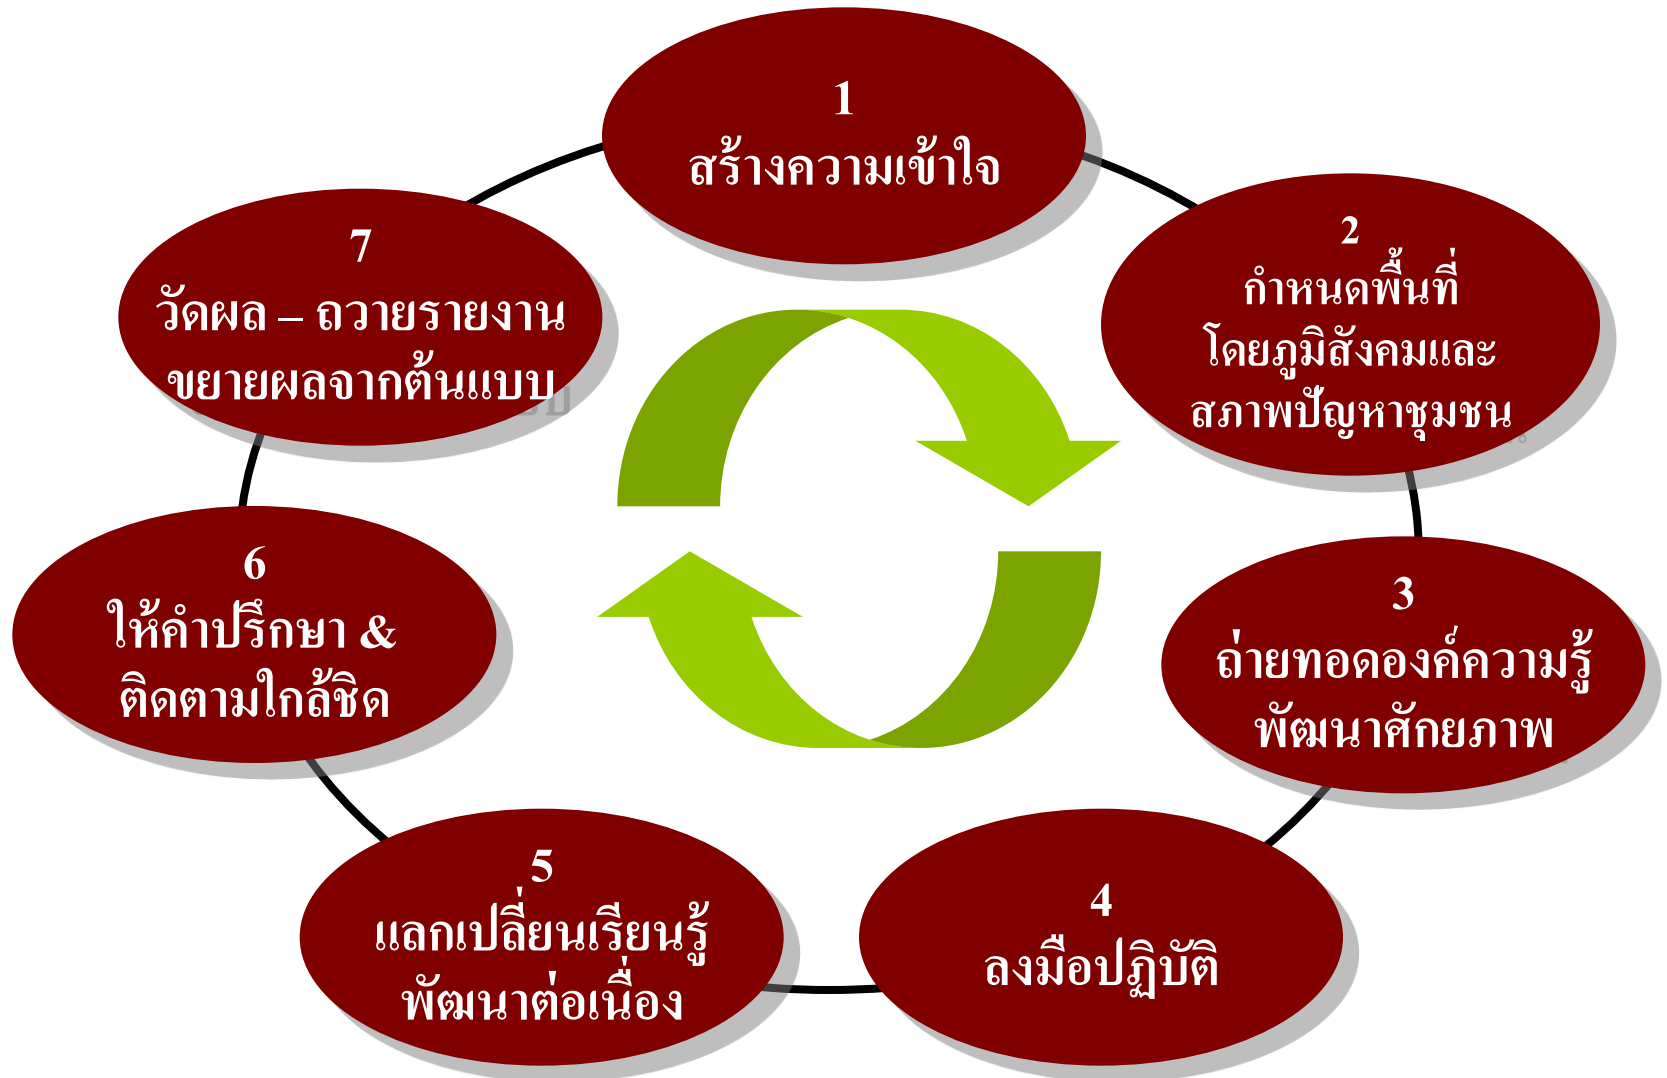 1
สร้างความเข้าใจ
2
กำหนดพื้นที่
โดยภูมิสังคมและ
สภาพปัญหาชุมชน
3
ถ่ายทอดองค์ความรู้
พัฒนาศักยภาพ
4
ลงมือปฏิบัติ
5
แลกเปลี่ยนเรียนรู้
พัฒนาต่อเนื่อง
6
ให้คำปรึกษา &
ติดตามใกล้ชิด
7
วัดผล – ถวายรายงาน
ขยายผลจากต้นแบบ